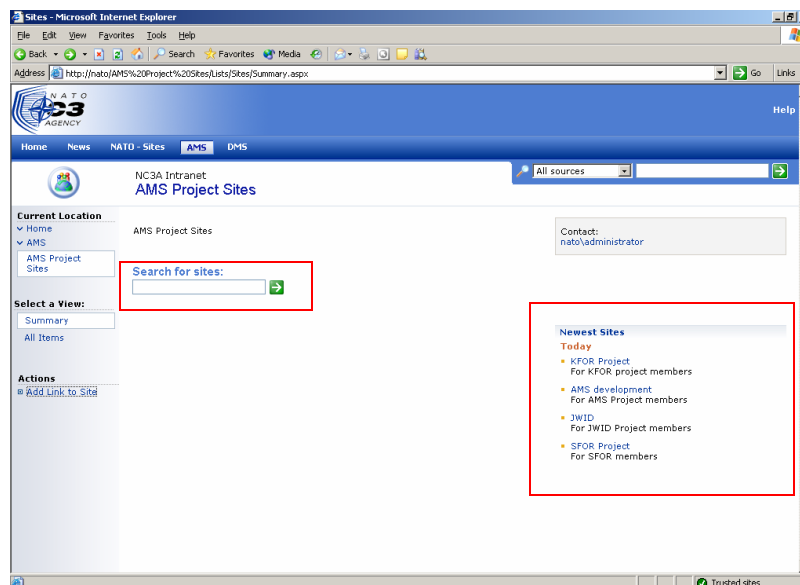 Sites - Microsoft Internet Explorer
File Edit View Favorites Tools Help
Back Search Favorites Media
Address http://nato/AMS%20Project%20Sites/Lists/Sites/Summary.aspx Go Links
NATO
C3
AGENCY
Help
Home News NATO - Sites AMS DMS
NC3A Intranet
AMS Project Sites
All sources
Current Location
Home
AMS
AMS Project
Sites
Select a View:
Summary
All Items
Actions
Add Link to Site
AMS Project Sites
Search for sites:
Contact:
nato\administrator
Newest Sites
Today
KFOR Project
For KFOR project members
AMS development
For AMS Project members
JWID
For JWID Project members
SFOR Project
For SFOR members
Trusted sites